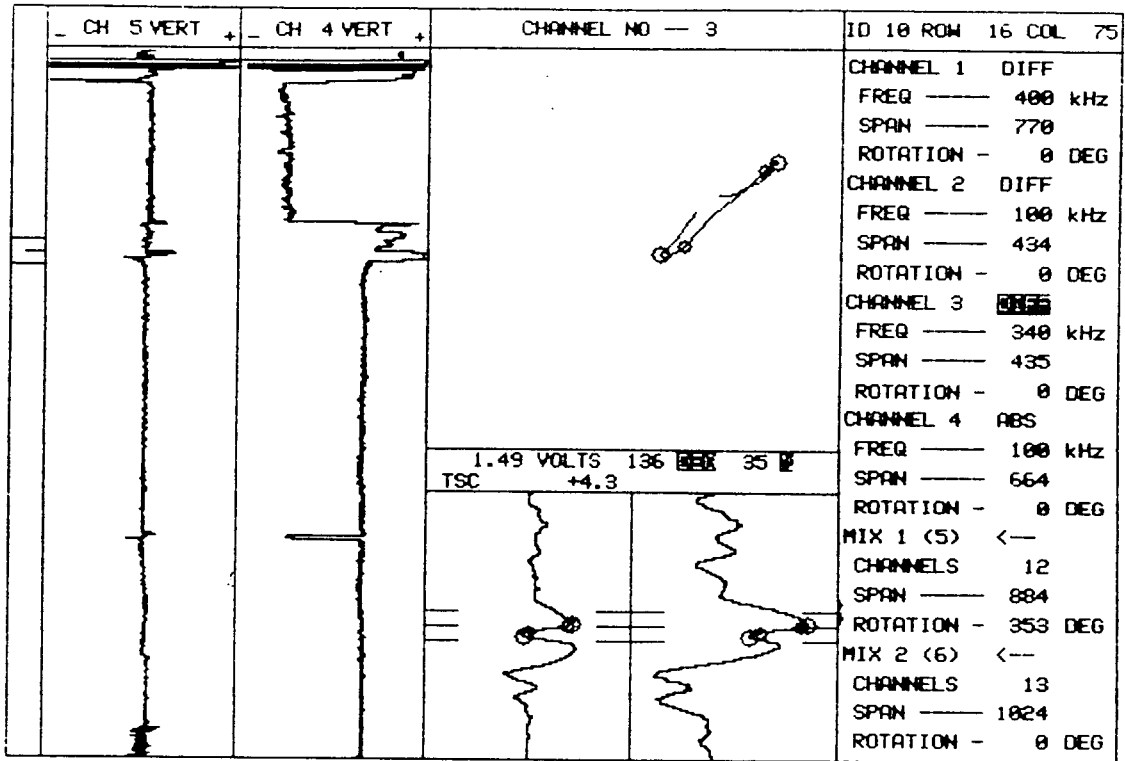 _ CH 5 VERT +
_ CH 4 VERT +
CHANNEL NO -- 3
1.49 VOLTS 136 35
TSC +4.3
ID 10 ROW 16 COL 75
CHANNEL 1 DIFF
FREQ ---- 400 kHz
SPAN ---- 770
ROTATION - 0 DEG
CHANNEL 2 DIFF
FREQ ---- 100 kHz
SPAN ---- 434
ROTATION - 0 DEG
CHANNEL 3 DIFF
FREQ ---- 340 kHz
SPAN ---- 435
ROTATION - 0 DEG
CHANNEL 4 ABS
FREQ ---- 100 kHz
SPAN ---- 664
ROTATION - 0 DEG
MIX 1 (5) <--
CHANNELS 12
SPAN ---- 884
ROTATION - 353 DEG
MIX 2 (6) <--
CHANNELS 13
SPAN ---- 1024
ROTATION - 0 DEG